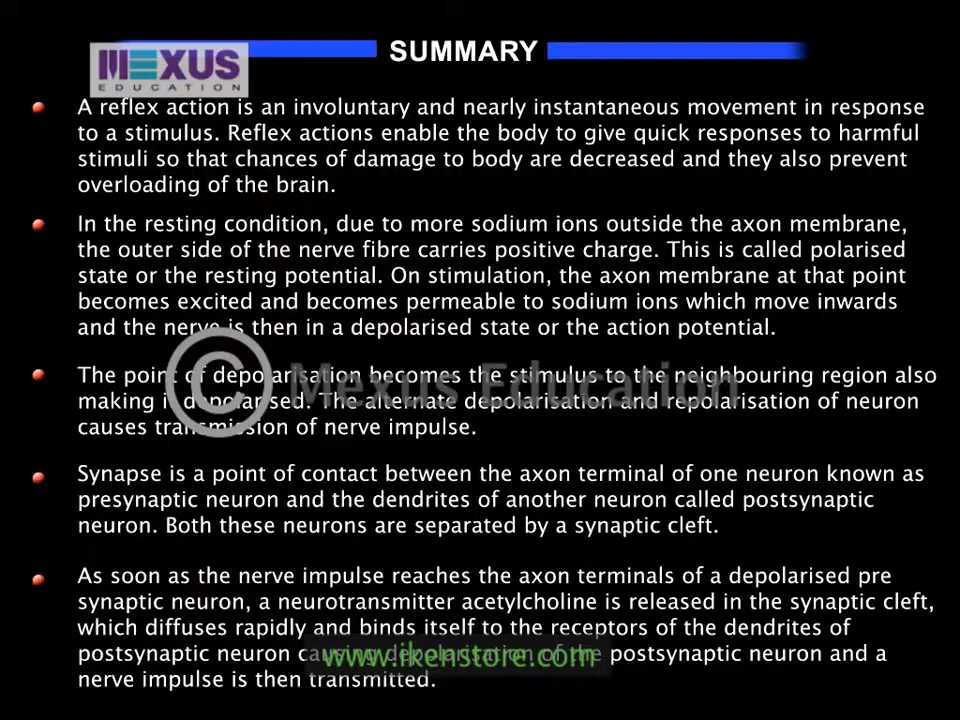 SUMMARY
MEXUS
EDUCATION
A reflex action is an involuntary and nearly instantaneous movement in response
to a stimulus. Reflex actions enable the body to give quick responses to harmful
stimuli so that chances of damage to body are decreased and they also prevent
overloading of the brain.
In the resting condition, due to more sodium ions outside the axon membrane,
the outer side of the nerve fibre carries positive charge. This is called polarised
state or the resting potential. On stimulation, the axon membrane at that point
becomes excited and becomes permeable to sodium ions which move inwards
and the nerve is then in a depolarised state or the action potential.
The point of depolarisation becomes the stimulus to the neighbouring region also
making it depolarised. The alternate depolarisation and repolarisation of neuron
causes transmission of nerve impulse.
© Mexus Education
Synapse is a point of contact between the axon terminal of one neuron known as
presynaptic neuron and the dendrites of another neuron called postsynaptic
neuron. Both these neurons are separated by a synaptic cleft.
As soon as the nerve impulse reaches the axon terminals of a depolarised pre
synaptic neuron, a neurotransmitter acetylcholine is released in the synaptic cleft,
which diffuses rapidly and binds itself to the receptors of the dendrites of
postsynaptic neuron causing depolarisation of the postsynaptic neuron and a
nerve impulse is then transmitted.
www.ikenstore.com